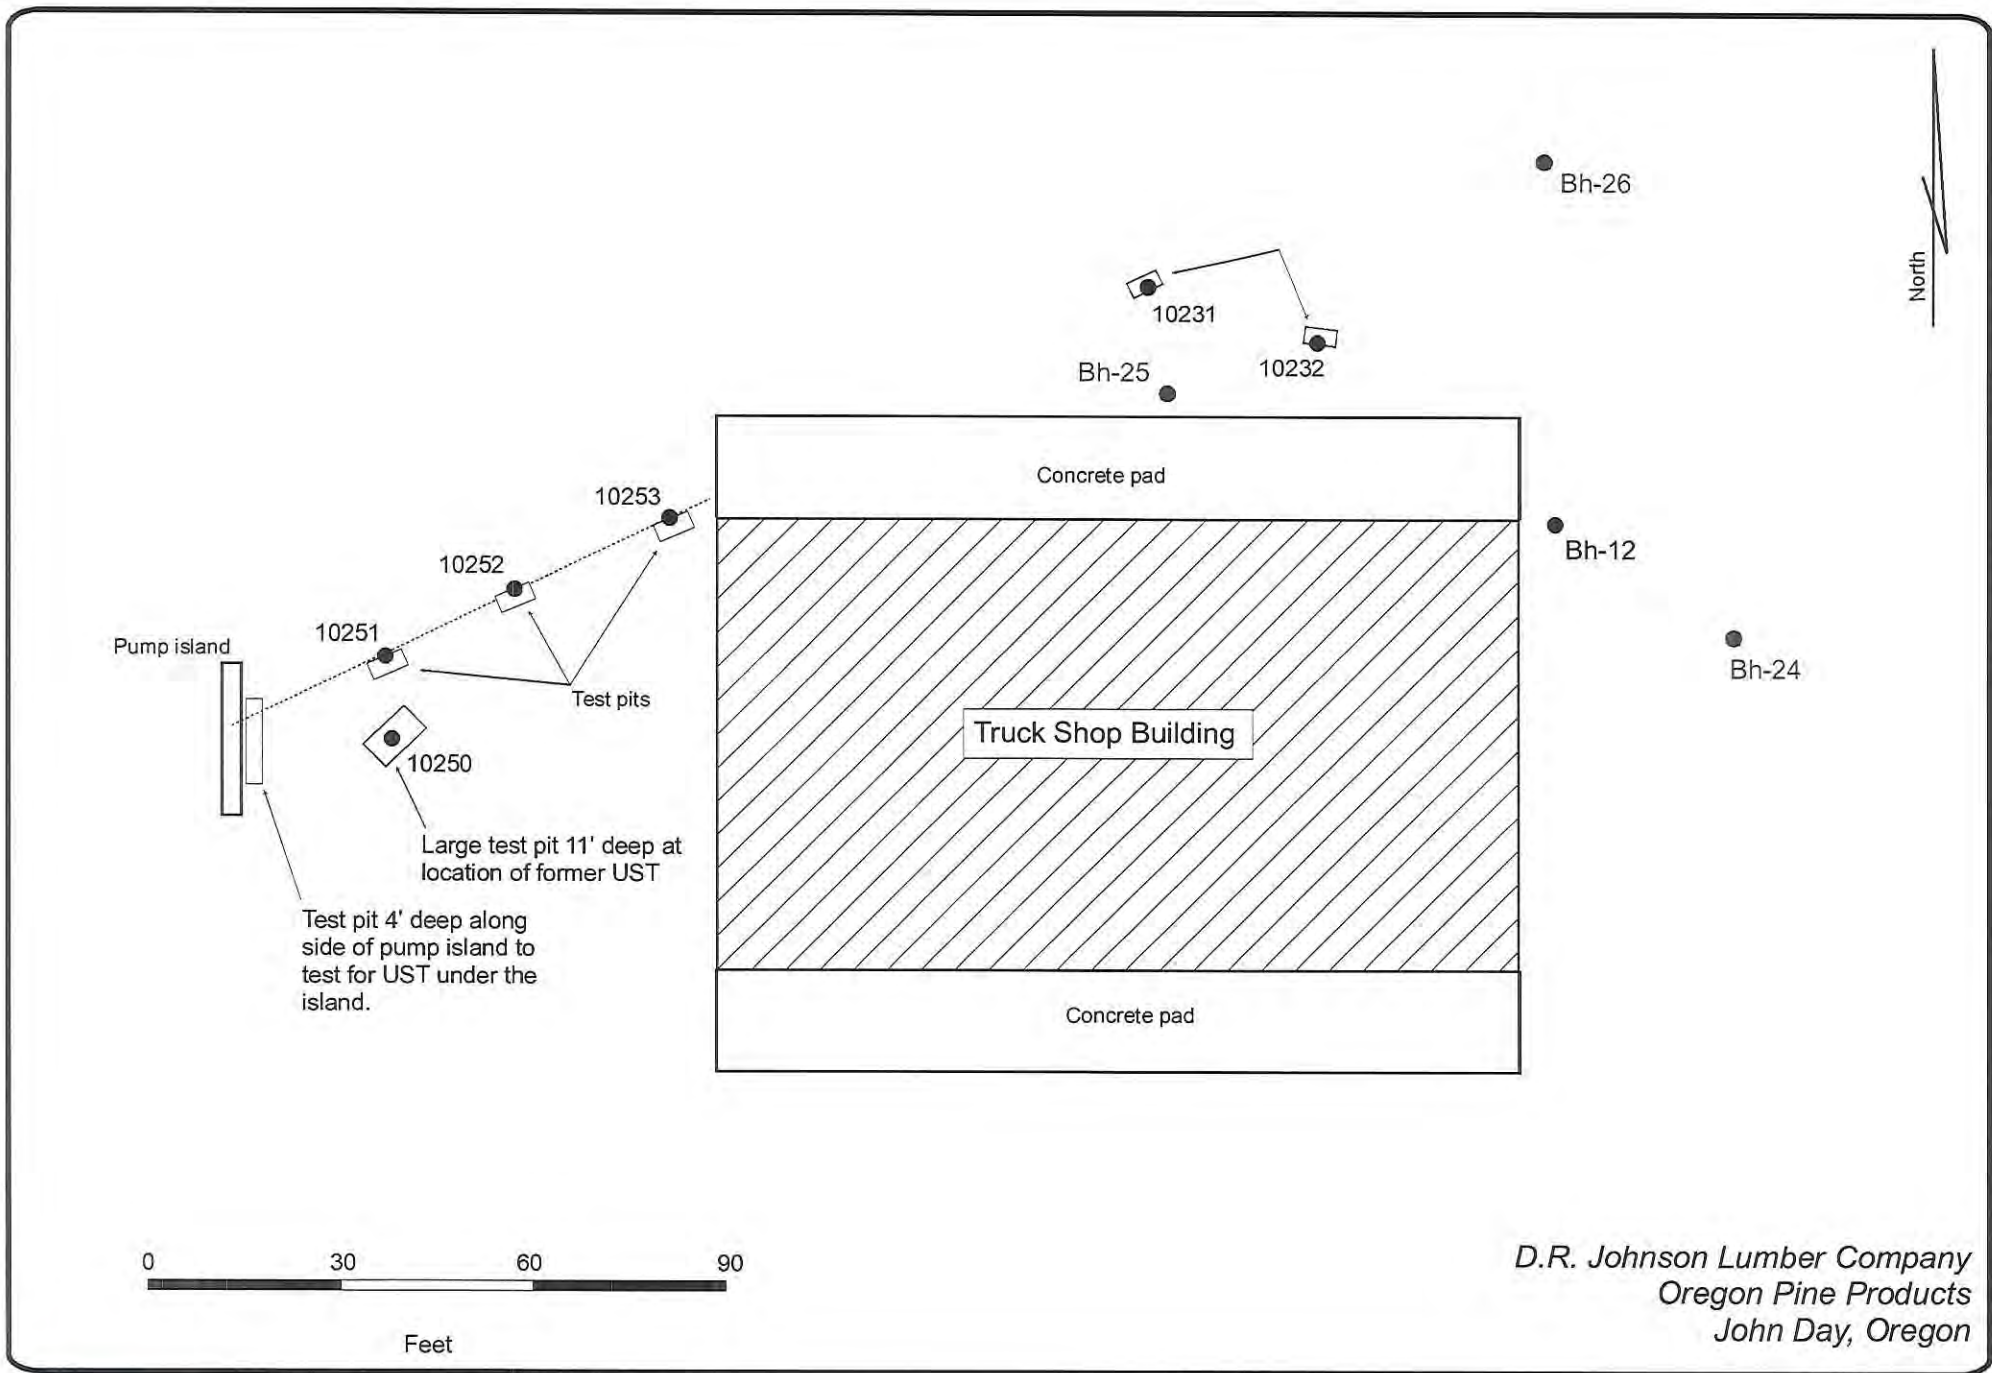 Bh-26
North
10231
10232
Bh-25
Concrete pad
10253
Bh-12
10252
10251
Pump island
Bh-24
Test pits
Truck Shop Building
10250
Large test pit 11' deep at
location of former UST
Test pit 4' deep along
side of pump island to
test for UST under the
island.
Concrete pad
0 30 60 90
Feet
D.R. Johnson Lumber Company
Oregon Pine Products
John Day, Oregon